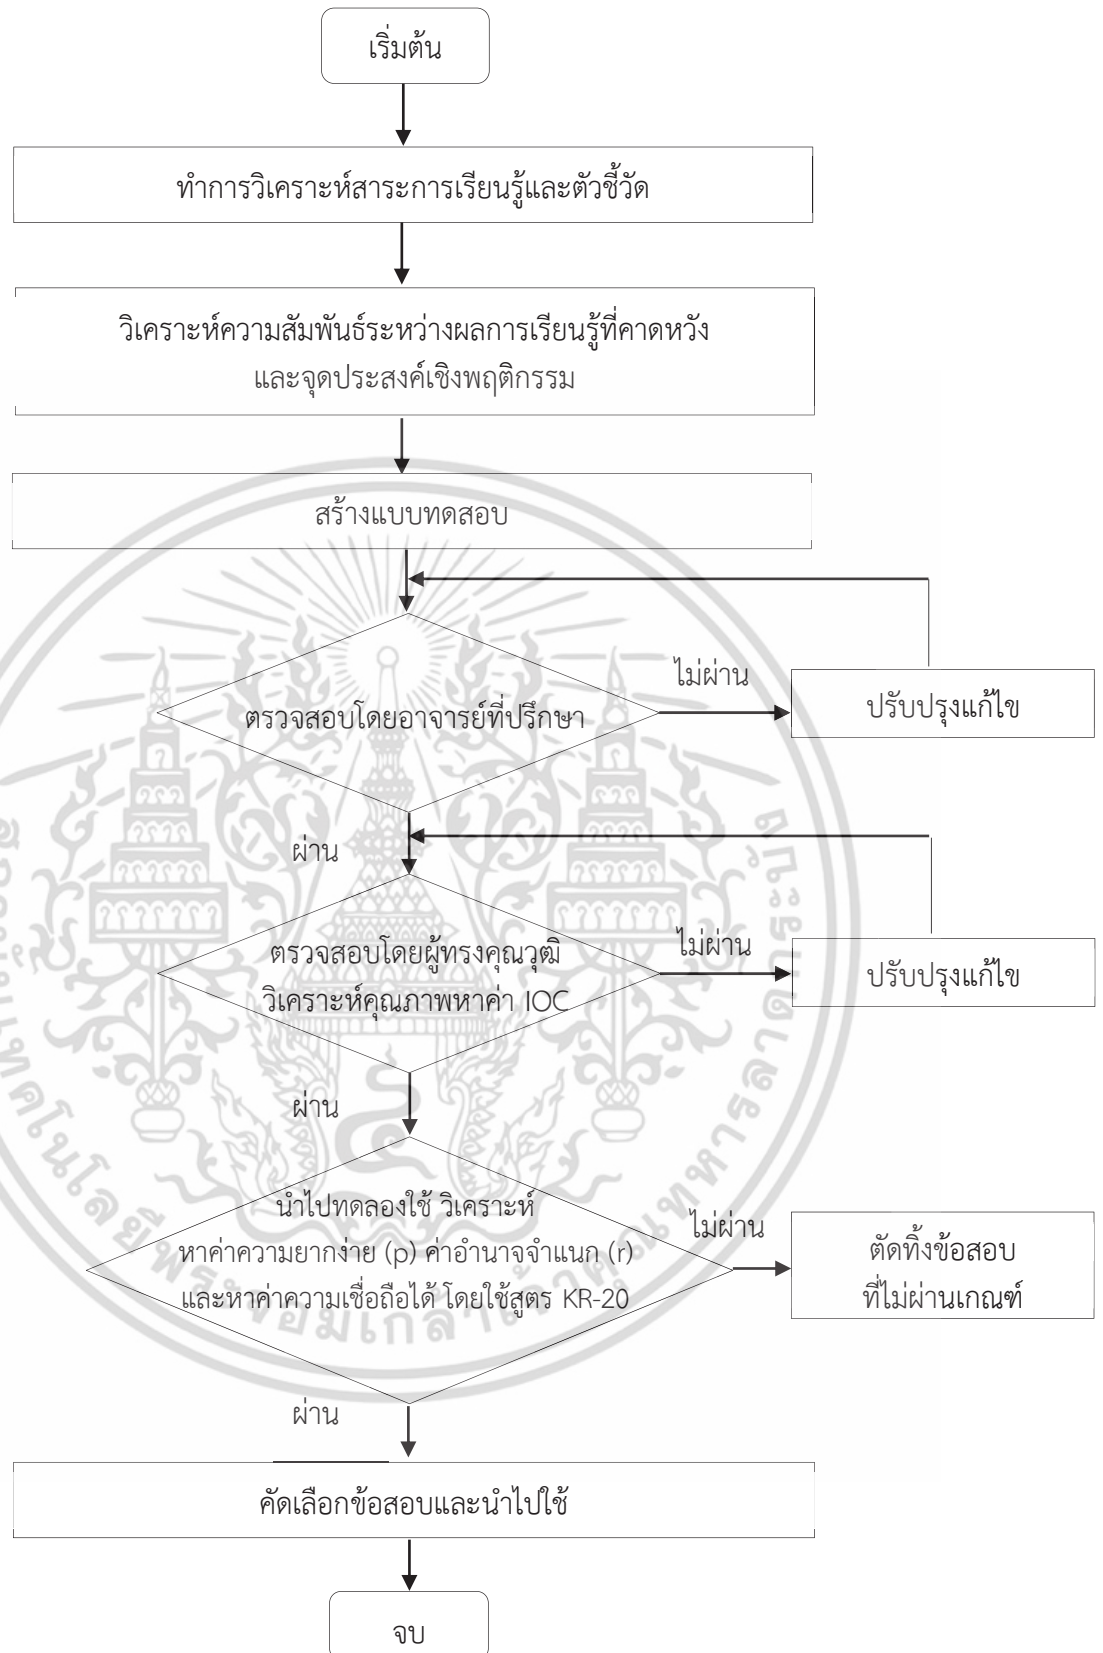 เริ่มต้น
ทำการวิเคราะห์สาระการเรียนรู้และตัวชี้วัด
วิเคราะห์ความสัมพันธ์ระหว่างผลการเรียนรู้ที่คาดหวัง
และจุดประสงค์เชิงพฤติกรรม
สร้างแบบทดสอบ
ตรวจสอบโดยอาจารย์ที่ปรึกษา
ไม่ผ่าน
ปรับปรุงแก้ไข
ผ่าน
ตรวจสอบโดยผู้ทรงคุณวุฒิ
วิเคราะห์คุณภาพหาค่า IOC
ไม่ผ่าน
ปรับปรุงแก้ไข
ผ่าน
นำไปทดลองใช้ วิเคราะห์
หาค่าความยากง่าย (p) ค่าอำนาจจำแนก (r)
และหาค่าความเชื่อถือได้ โดยใช้สูตร KR-20
ไม่ผ่าน
ตัดทิ้งข้อสอบ
ที่ไม่ผ่านเกณฑ์
ผ่าน
คัดเลือกข้อสอบและนำไปใช้
จบ